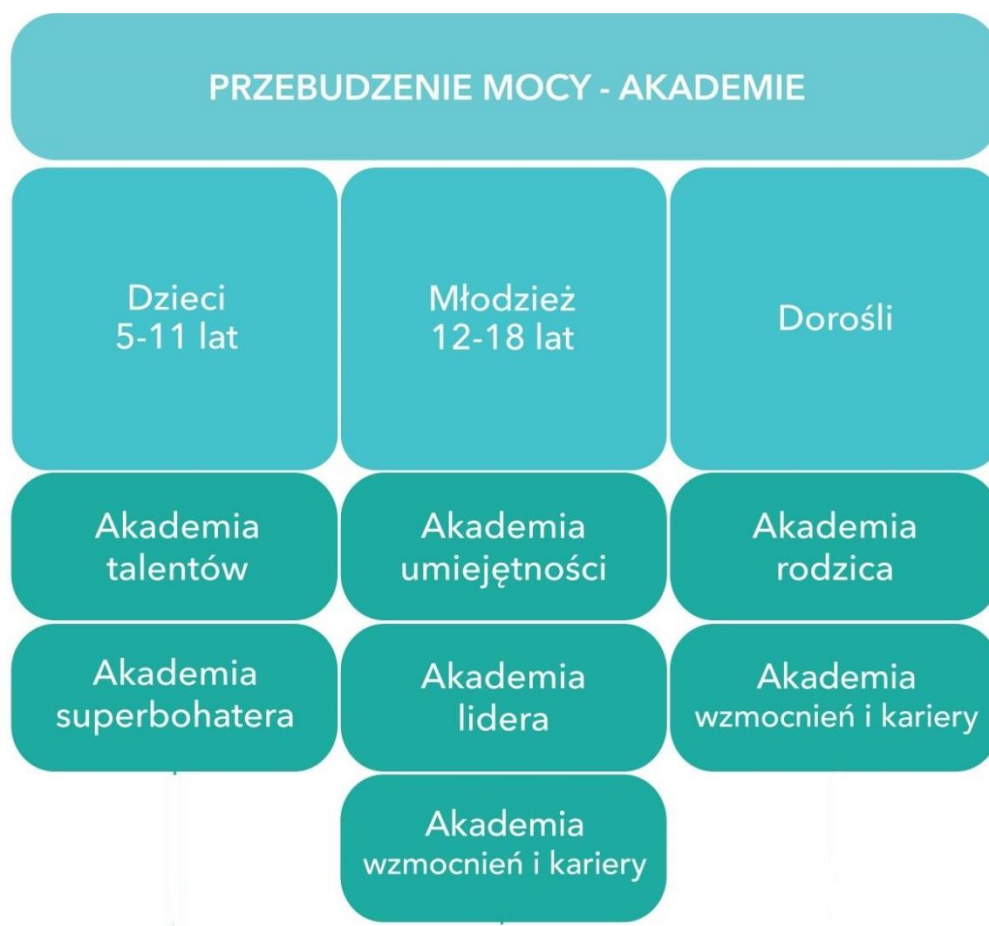 PRZEBUDZENIE MOCY - AKADEMIE
Dzieci
5-11 lat
Młodzież
12-18 lat
Dorośli
Akademia
talentów
Akademia
umiejętności
Akademia
rodzica
Akademia
superbohatera
Akademia
lidera
Akademia
wzmocnień i kariery
Akademia
wzmocnień i kariery